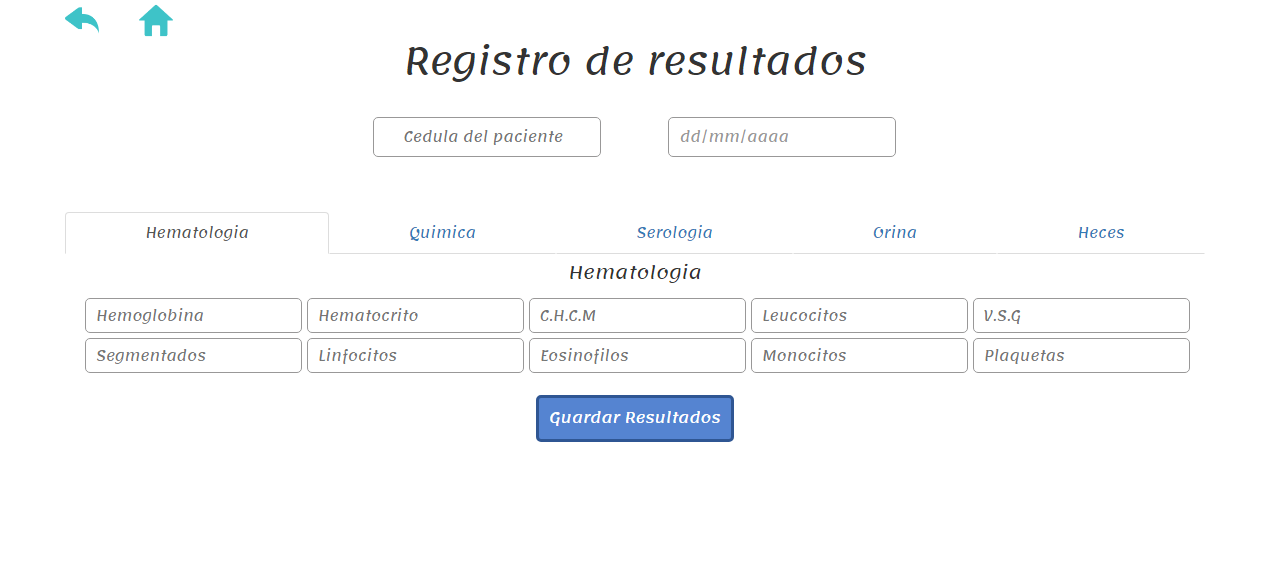 Registro de resultados
Cedula del paciente dd/mm/aaaa
Hematologia Quimica Serologia Orina Heces
Hematologia
Hemoglobina Hematocrito C.H.C.M Leucocitos V.S.G
Segmentados Linfocitos Eosinofilos Monocitos Plaquetas
Guardar Resultados